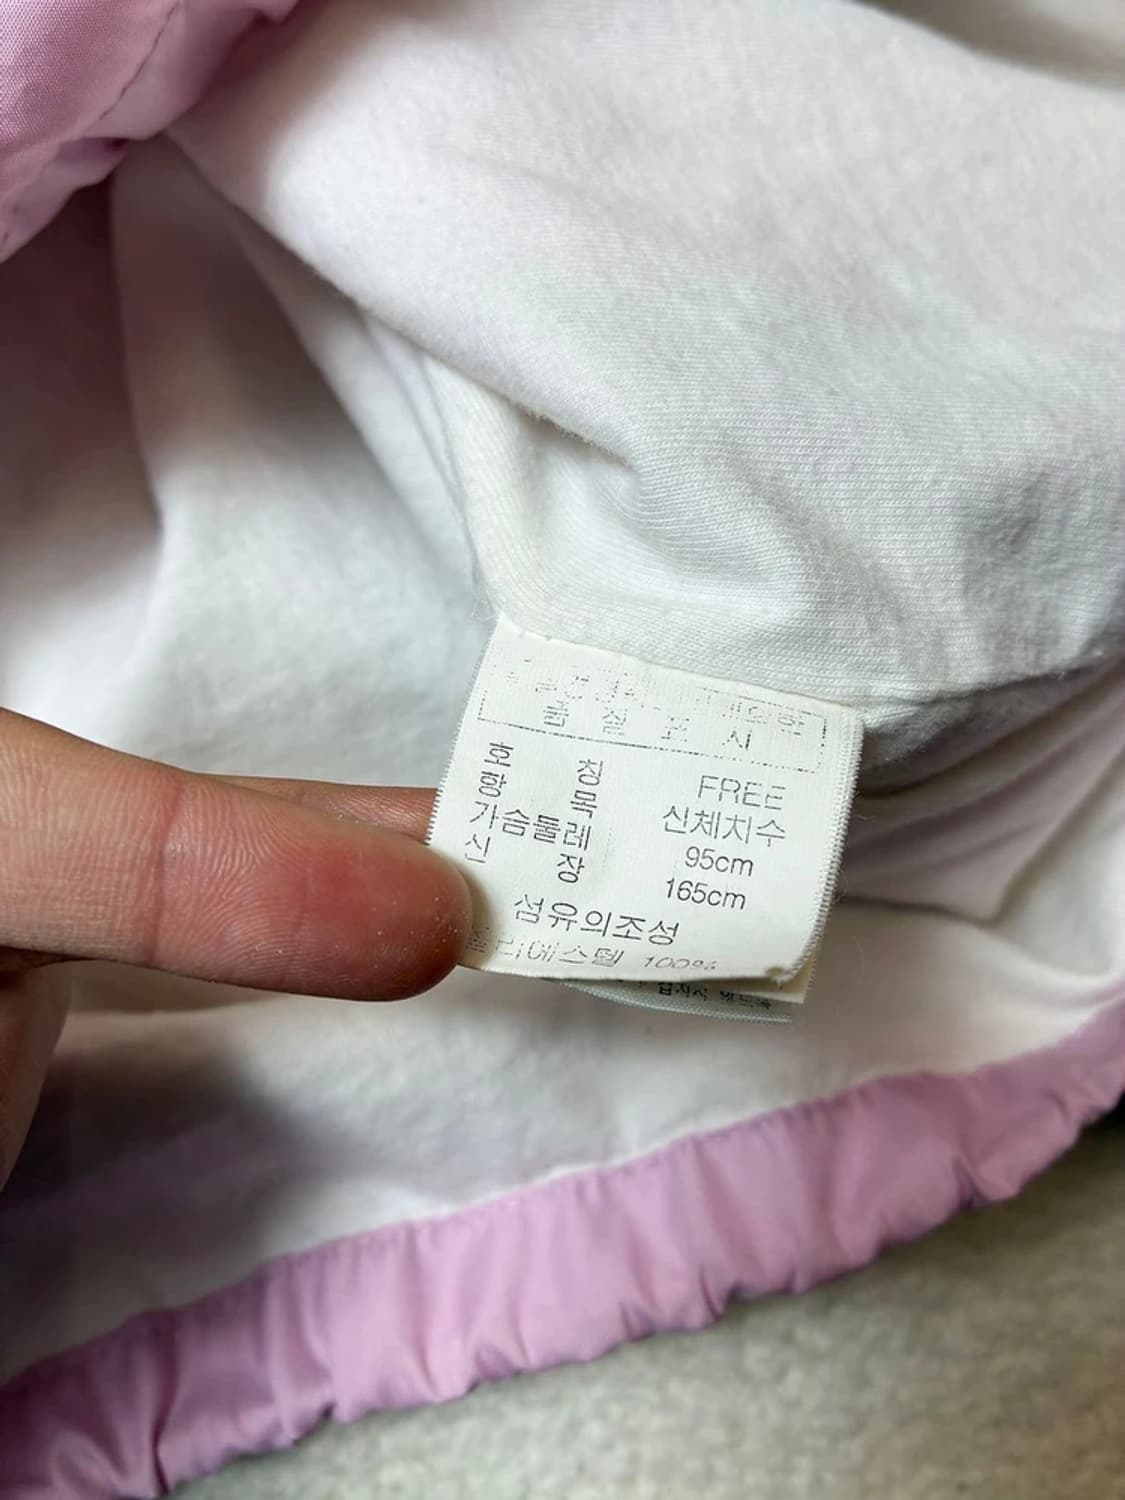 품 질 표 시
호 칭 FREE
항 목 신체치수
가슴둘레 95cm
신 장 165cm
섬유의조성
폴리에스텔 100%